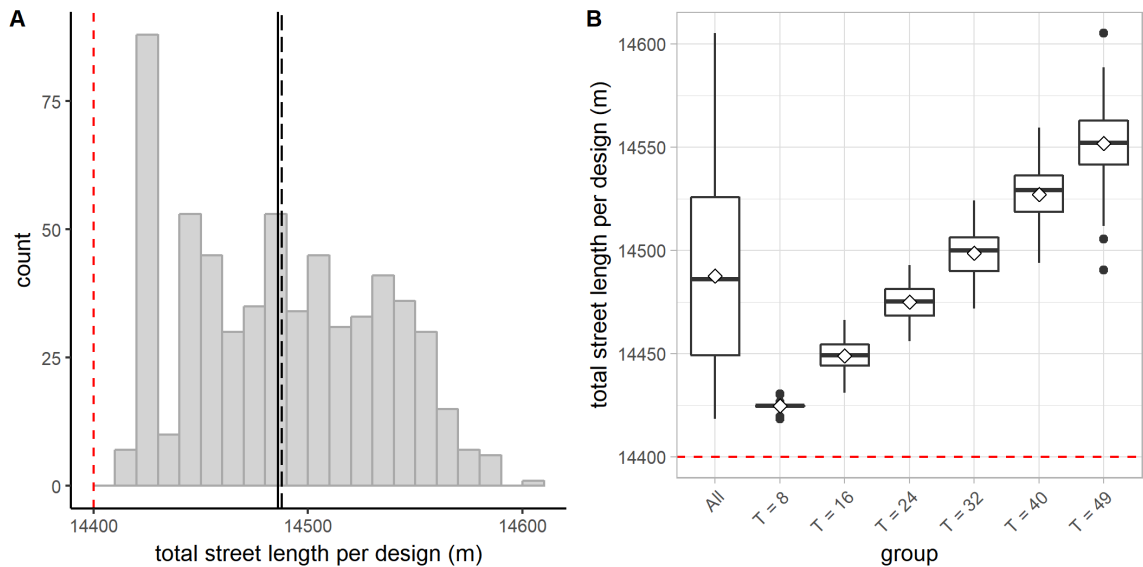 A
count
75
50
25
0
14400
14500
14600
total street length per design (m)
B
total street length per design (m)
14600
14550
14500
14450
14400
All
T = 8
T = 16
T = 24
T = 32
T = 40
T = 49
group